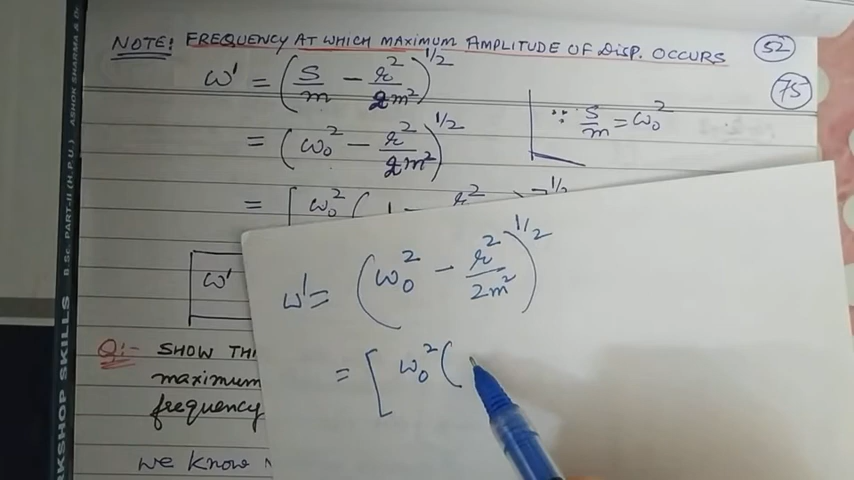 NOTE: FREQUENCY AT WHICH MAXIMUM AMPLITUDE OF DISP. OCCURS
52
75
ω' = (S/m - r²/2m²)^1/2
∵ S/m = ω₀²
= (ω₀² - r²/2m²)^1/2
= [ω₀² (1 - r²
ω'
ω' = (ω₀² - r²/2m²)^1/2
= [ω₀² (
Q:- SHOW TH
maximum
frequency
we know
RKSHOP SKILLS
B.Sc. PART-II (H.P.U.)
ASHOK SHARMA &